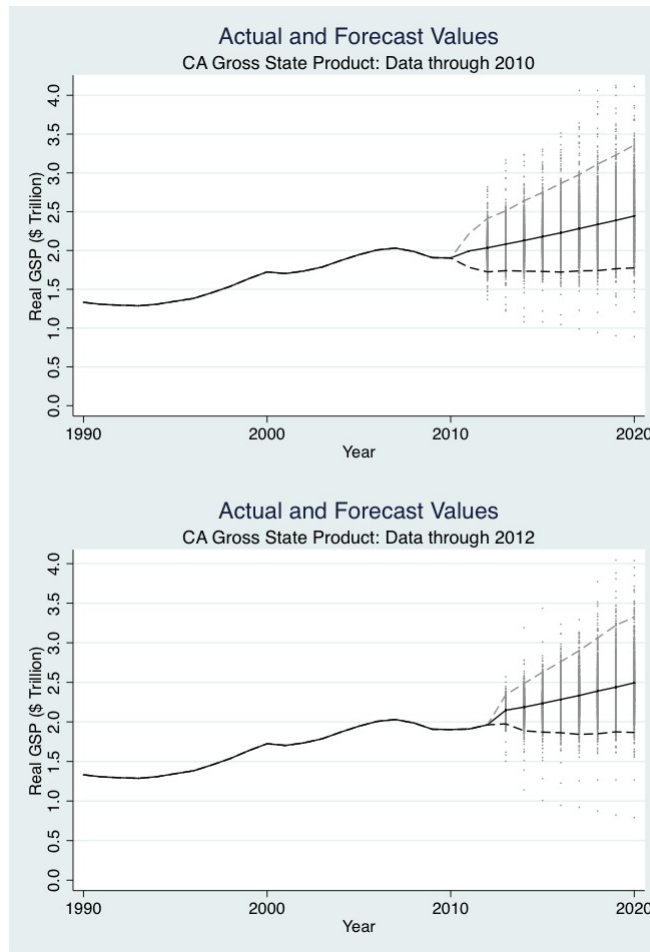 Actual and Forecast Values
CA Gross State Product: Data through 2010
Real GSP ($ Trillion)
4.0
3.5
3.0
2.5
2.0
1.5
1.0
0.5
0.0
1990 2000 2010 2020
Year
Actual and Forecast Values
CA Gross State Product: Data through 2012
Real GSP ($ Trillion)
4.0
3.5
3.0
2.5
2.0
1.5
1.0
0.5
0.0
1990 2000 2010 2020
Year